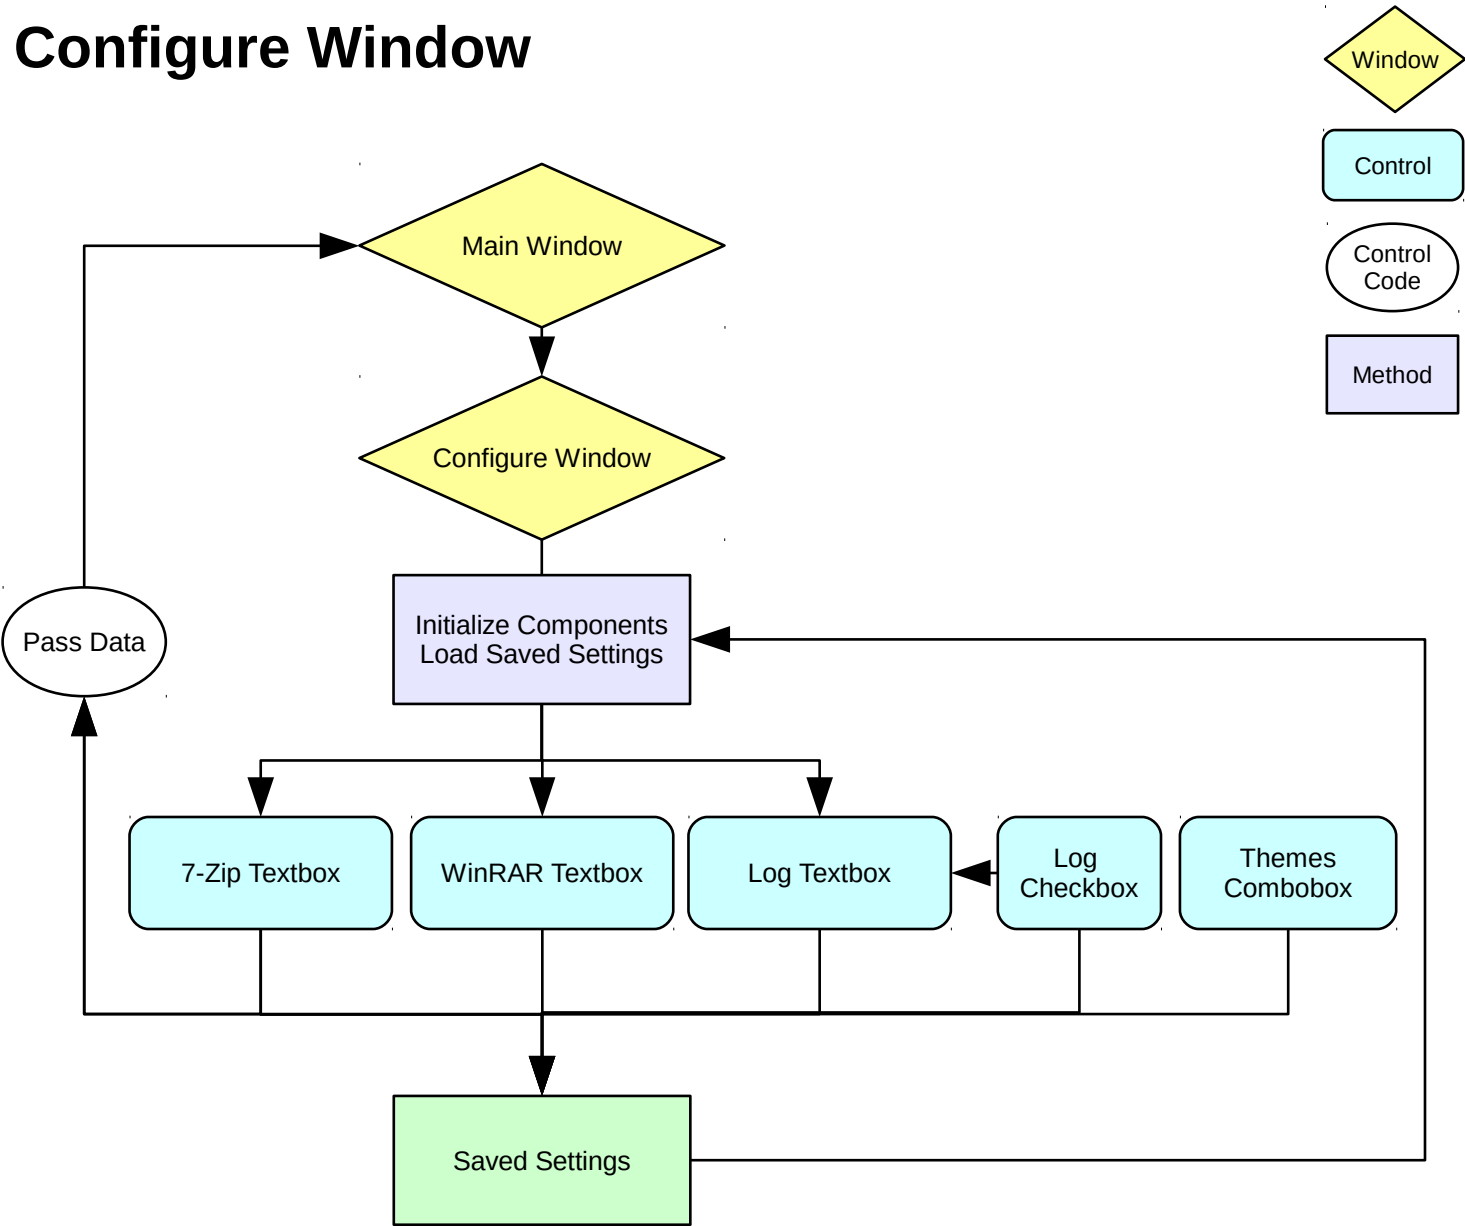 Configure Window
Window
Control
Control
Code
Method
Main Window
Configure Window
Pass Data
Initialize Components
Load Saved Settings
7-Zip Textbox
WinRAR Textbox
Log Textbox
Log
Checkbox
Themes
Combobox
Saved Settings